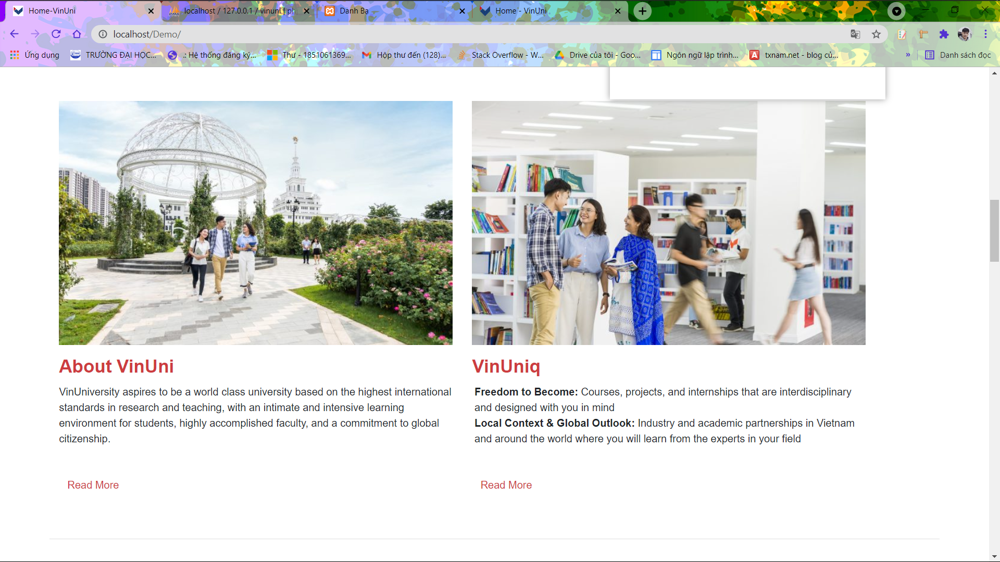 Home-VinUni
localhost / 127.0.0.1 / vinuni | ph
Danh Bạ
Home - VinUni
localhost/Demo/
Ứng dụng
TRƯỜNG ĐẠI HỌC...
.: Hệ thống đăng ký...
Thư - 1851061369...
Hộp thư đến (128)...
Stack Overflow - W...
Drive của tôi - Goo...
Ngôn ngữ lập trình...
txnam.net - blog củ...
»
Danh sách đọc
About VinUni
VinUniversity aspires to be a world class university based on the highest international
standards in research and teaching, with an intimate and intensive learning
environment for students, highly accomplished faculty, and a commitment to global
citizenship.
Read More
VinUniq
Freedom to Become: Courses, projects, and internships that are interdisciplinary
and designed with you in mind
Local Context & Global Outlook: Industry and academic partnerships in Vietnam
and around the world where you will learn from the experts in your field
Read More